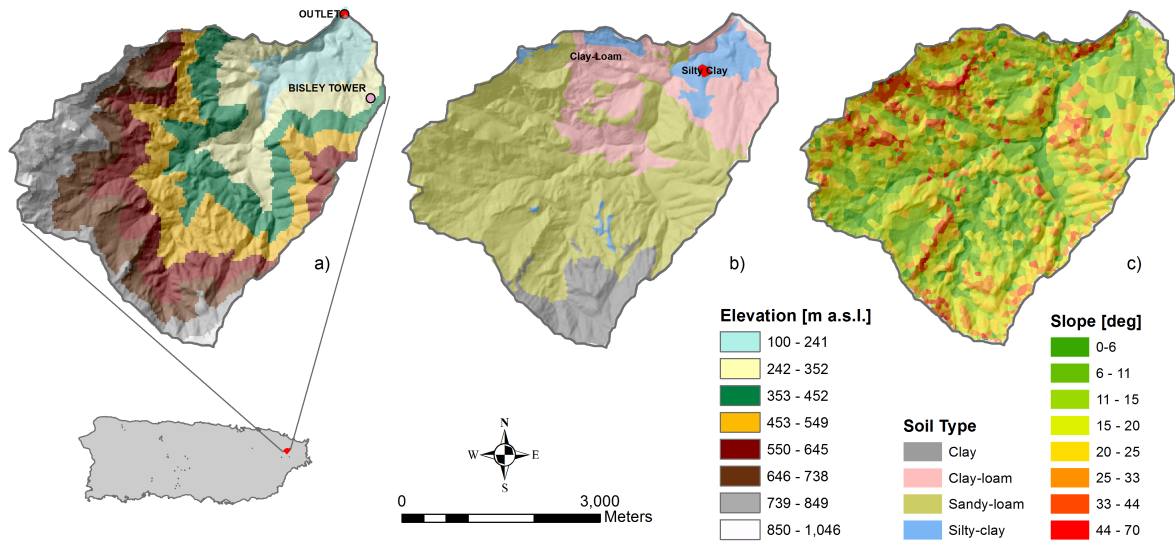 OUTLET
BISLEY TOWER
a)
Clay-Loam
Silty Clay
b)
c)
Elevation [m a.s.l.]
100 - 241
242 - 352
353 - 452
453 - 549
550 - 645
646 - 738
739 - 849
850 - 1,046
Soil Type
Clay
Clay-loam
Sandy-loam
Silty-clay
Slope [deg]
0-6
6 - 11
11 - 15
15 - 20
20 - 25
25 - 33
33 - 44
44 - 70
N
W E
S
0 3,000
Meters